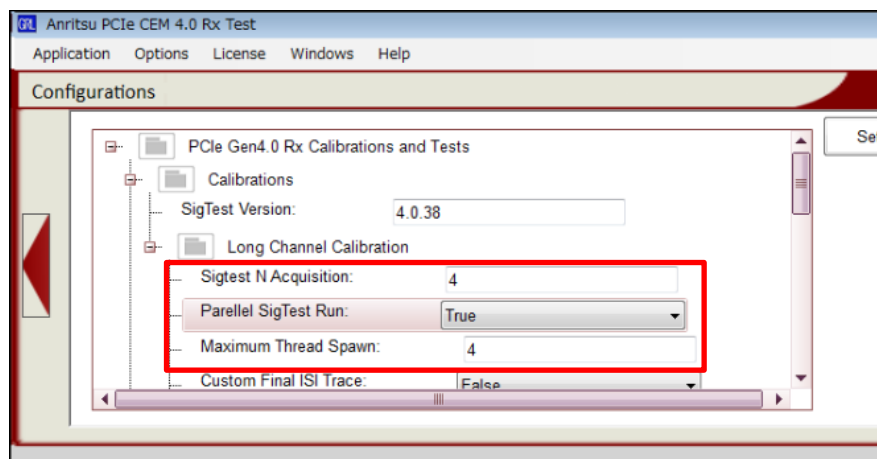 GRL Anritsu PCIe CEM 4.0 Rx Test
Application Options License Windows Help
Configurations
PCIe Gen4.0 Rx Calibrations and Tests
Calibrations
SigTest Version: 4.0.38
Long Channel Calibration
Sigtest N Acquisition: 4
Parellel SigTest Run: True
Maximum Thread Spawn: 4
Custom Final ISI Trace: False